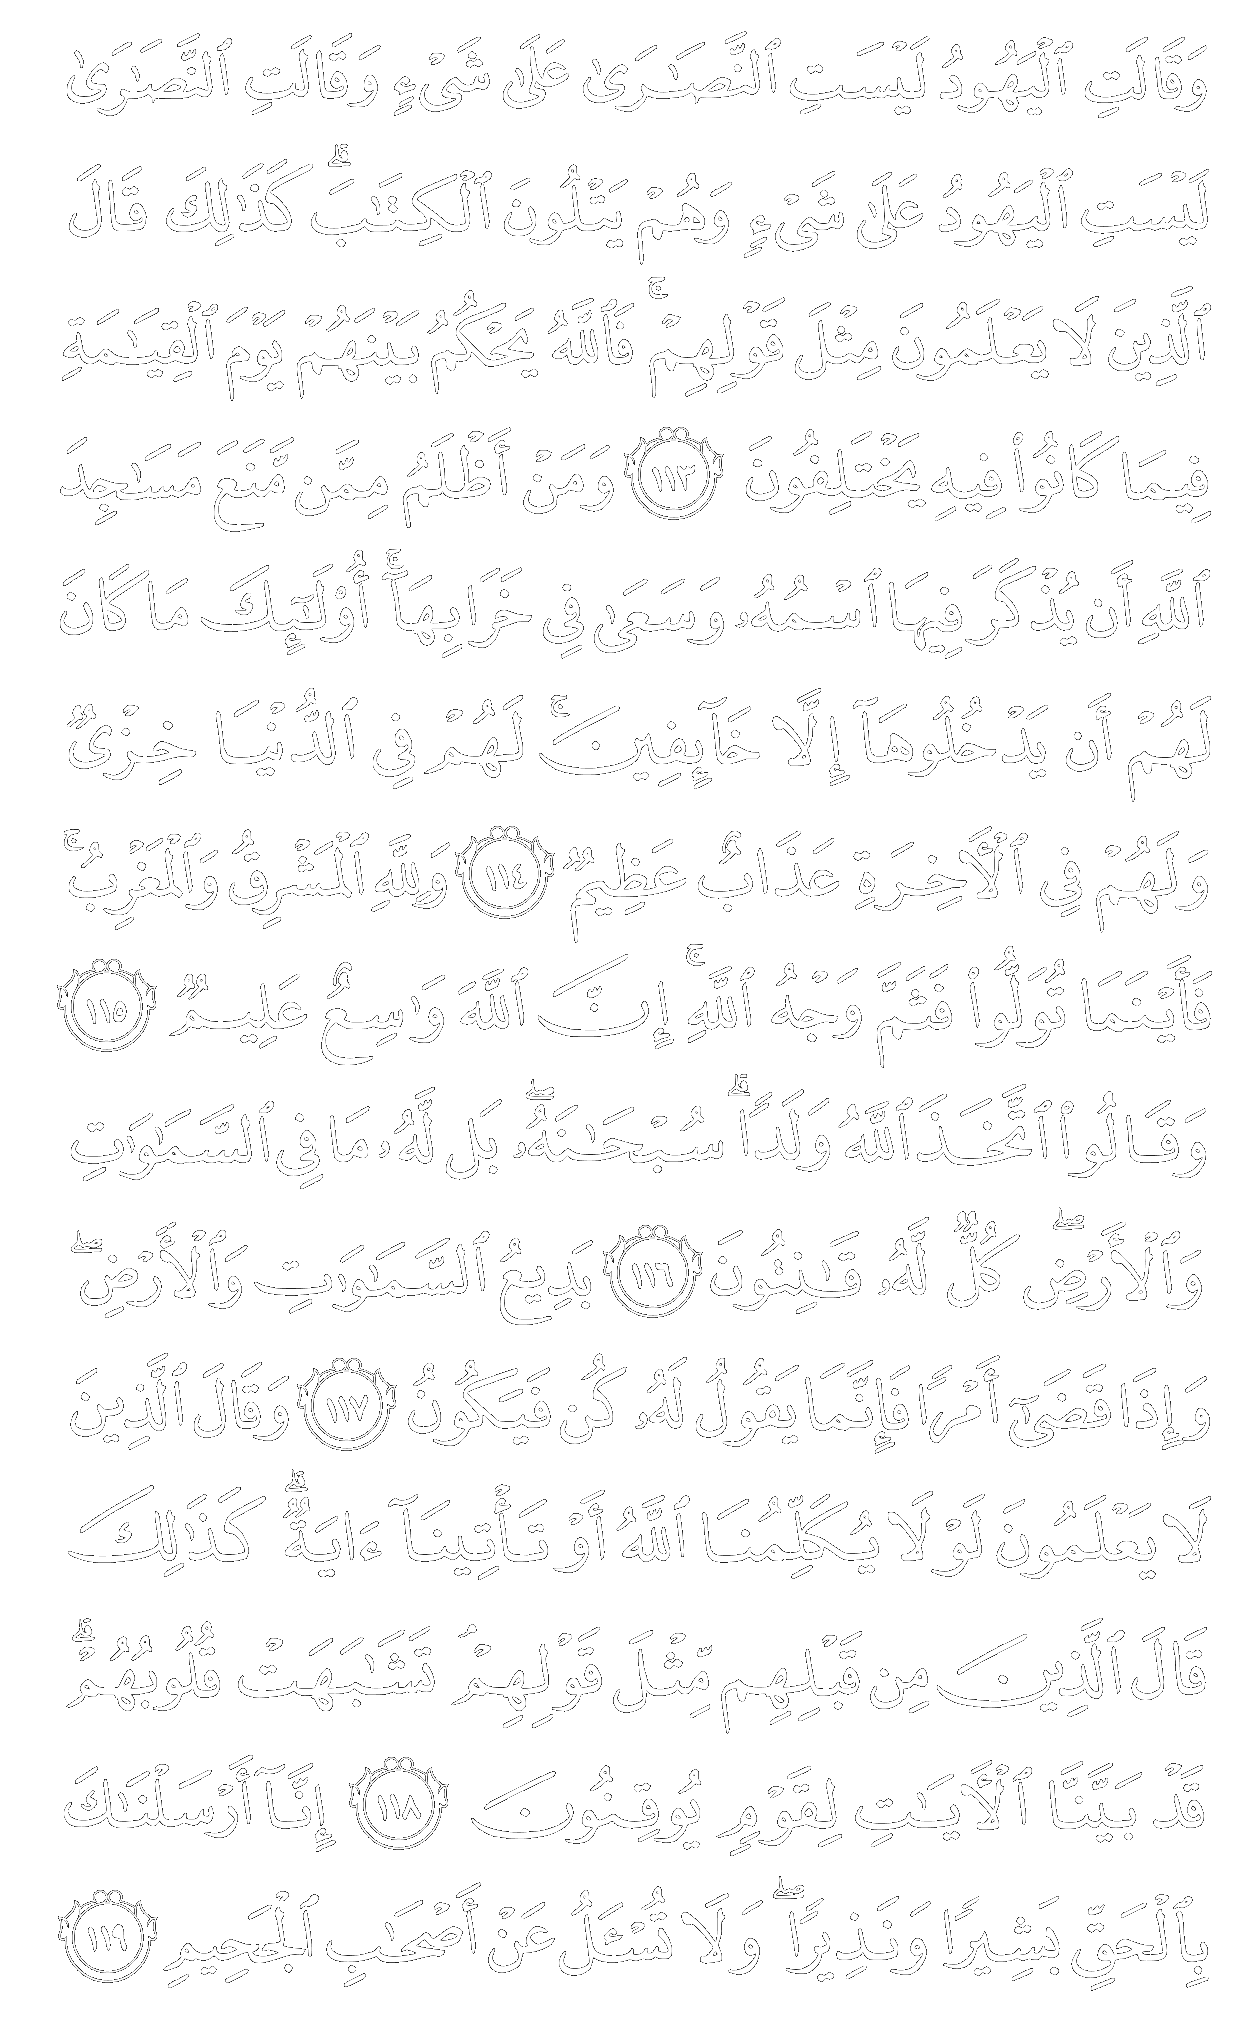 وَقَالَتِ ٱلْيَهُودُ لَيْسَتِ ٱلنَّصَـٰرَىٰ عَلَىٰ شَىْءٍ وَقَالَتِ ٱلنَّصَـٰرَىٰ
لَيْسَتِ ٱلْيَهُودُ عَلَىٰ شَىْءٍ وَهُمْ يَتْلُونَ ٱلْكِتَـٰبَ ۗ كَذَٰلِكَ قَالَ
ٱلَّذِينَ لَا يَعْلَمُونَ مِثْلَ قَوْلِهِمْ ۚ فَٱللَّهُ يَحْكُمُ بَيْنَهُمْ يَوْمَ ٱلْقِيَـٰمَةِ
فِيمَا كَانُوا۟ فِيهِ يَخْتَلِفُونَ ١١٣ وَمَنْ أَظْلَمُ مِمَّن مَّنَعَ مَسَـٰجِدَ
ٱللَّهِ أَن يُذْكَرَ فِيهَا ٱسْمُهُۥ وَسَعَىٰ فِى خَرَابِهَآ ۚ أُو۟لَـٰٓئِكَ مَا كَانَ
لَهُمْ أَن يَدْخُلُوهَآ إِلَّا خَآئِفِينَ ۚ لَهُمْ فِى ٱلدُّنْيَا خِزْىٌ
وَلَهُمْ فِى ٱلْـَٔاخِرَةِ عَذَابٌ عَظِيمٌ ١١٤ وَلِلَّهِ ٱلْمَشْرِقُ وَٱلْمَغْرِبُ ۚ
فَأَيْنَمَا تُوَلُّوا۟ فَثَمَّ وَجْهُ ٱللَّهِ ۚ إِنَّ ٱللَّهَ وَٰسِعٌ عَلِيمٌ ١١٥
وَقَالُوا۟ ٱتَّخَذَ ٱللَّهُ وَلَدًا ۗ سُبْحَـٰنَهُۥ ۖ بَل لَّهُۥ مَا فِى ٱلسَّمَـٰوَٰتِ
وَٱلْأَرْضِ ۖ كُلٌّ لَّهُۥ قَـٰنِتُونَ ١١٦ بَدِيعُ ٱلسَّمَـٰوَٰتِ وَٱلْأَرْضِ ۖ
وَإِذَا قَضَىٰٓ أَمْرًا فَإِنَّمَا يَقُولُ لَهُۥ كُن فَيَكُونُ ١١٧ وَقَالَ ٱلَّذِينَ
لَا يَعْلَمُونَ لَوْلَا يُكَلِّمُنَا ٱللَّهُ أَوْ تَأْتِينَآ ءَايَةٌ ۗ كَذَٰلِكَ
قَالَ ٱلَّذِينَ مِن قَبْلِهِم مِّثْلَ قَوْلِهِمْ ۘ تَشَـٰبَهَتْ قُلُوبُهُمْ ۗ
قَدْ بَيَّنَّا ٱلْـَٔايَـٰتِ لِقَوْمٍ يُوقِنُونَ ١١٨ إِنَّآ أَرْسَلْنَـٰكَ
بِٱلْحَقِّ بَشِيرًا وَنَذِيرًا ۖ وَلَا تُسْـَٔلُ عَنْ أَصْحَـٰبِ ٱلْجَحِيمِ ١١٩